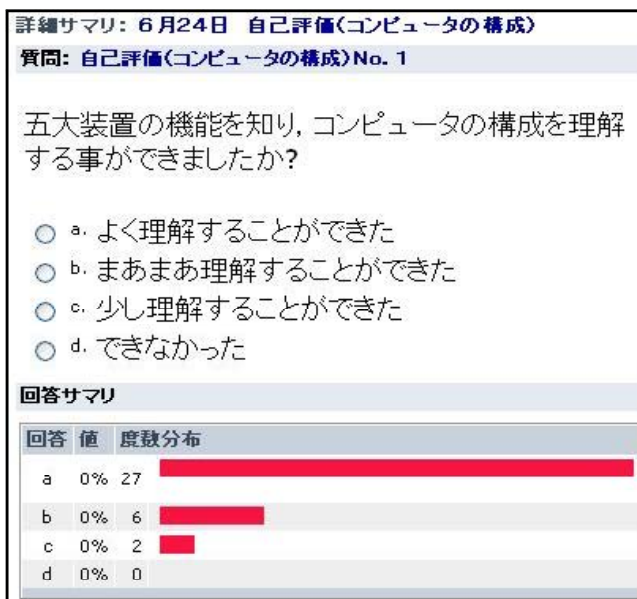 詳細サマリ: 6月24日 自己評価(コンピュータの構成)
質問: 自己評価(コンピュータの構成)No. 1
五大装置の機能を知り, コンピュータの構成を理解
する事ができましたか?
a. よく理解することができた
b. まあまあ理解することができた
c. 少し理解することができた
d. できなかった
回答サマリ
回答 値 度数分布
a 0% 27
b 0% 6
c 0% 2
d 0% 0